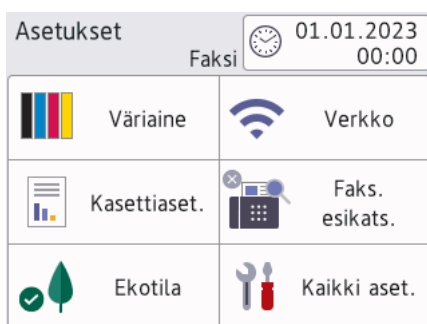 Asetukset
Faksi
01.01.2023
00:00
Väriaine
Verkko
Kasettiaset.
Faks.
esikats.
Ekotila
Kaikki aset.